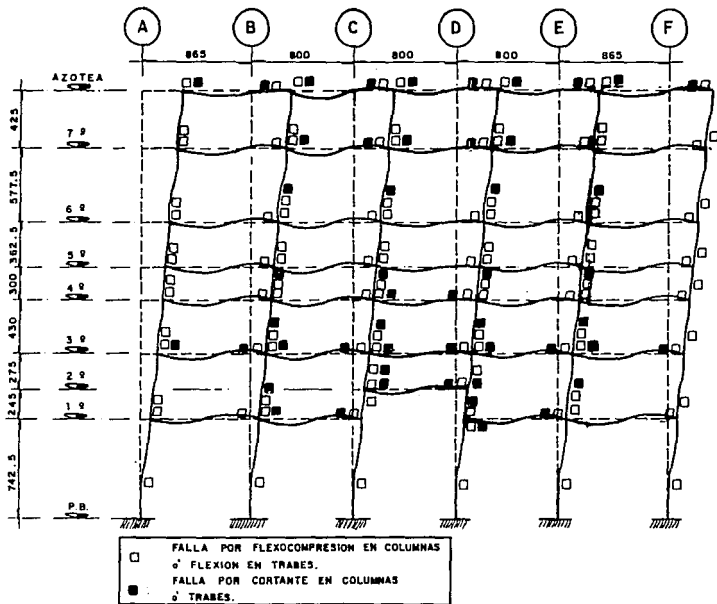 A B C D E F
865 800 800 800 865
AZOTEA
425
7º
577.5
6º
362.5
5º
300
4º
430
3º
275
2º
245
1º
742.5
P.B.
FALLA POR FLEXOCOMPRESION EN COLUMNAS
o' FLEXION EN TRABES.
FALLA POR CORTANTE EN COLUMNAS
o' TRABES.